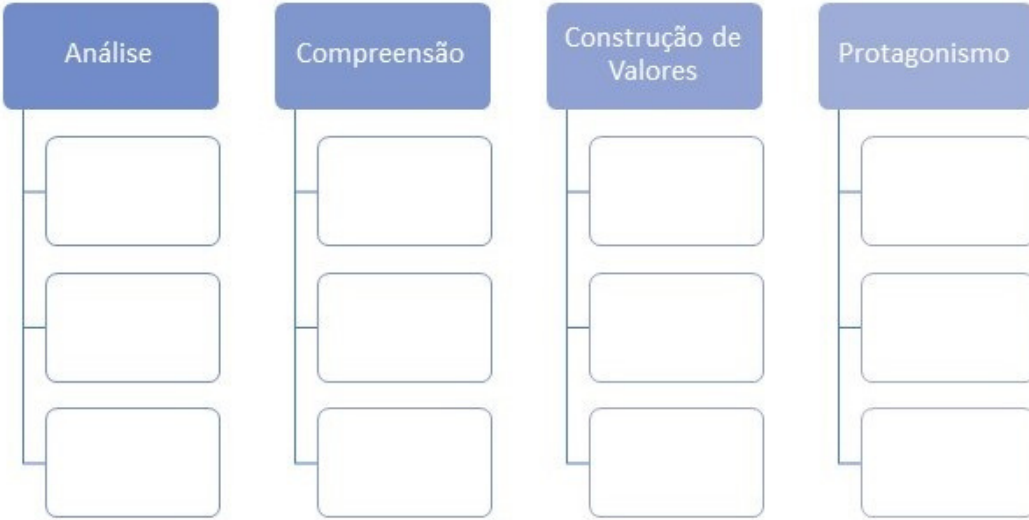 Análise
Compreensão
Construção de
Valores
Protagonismo